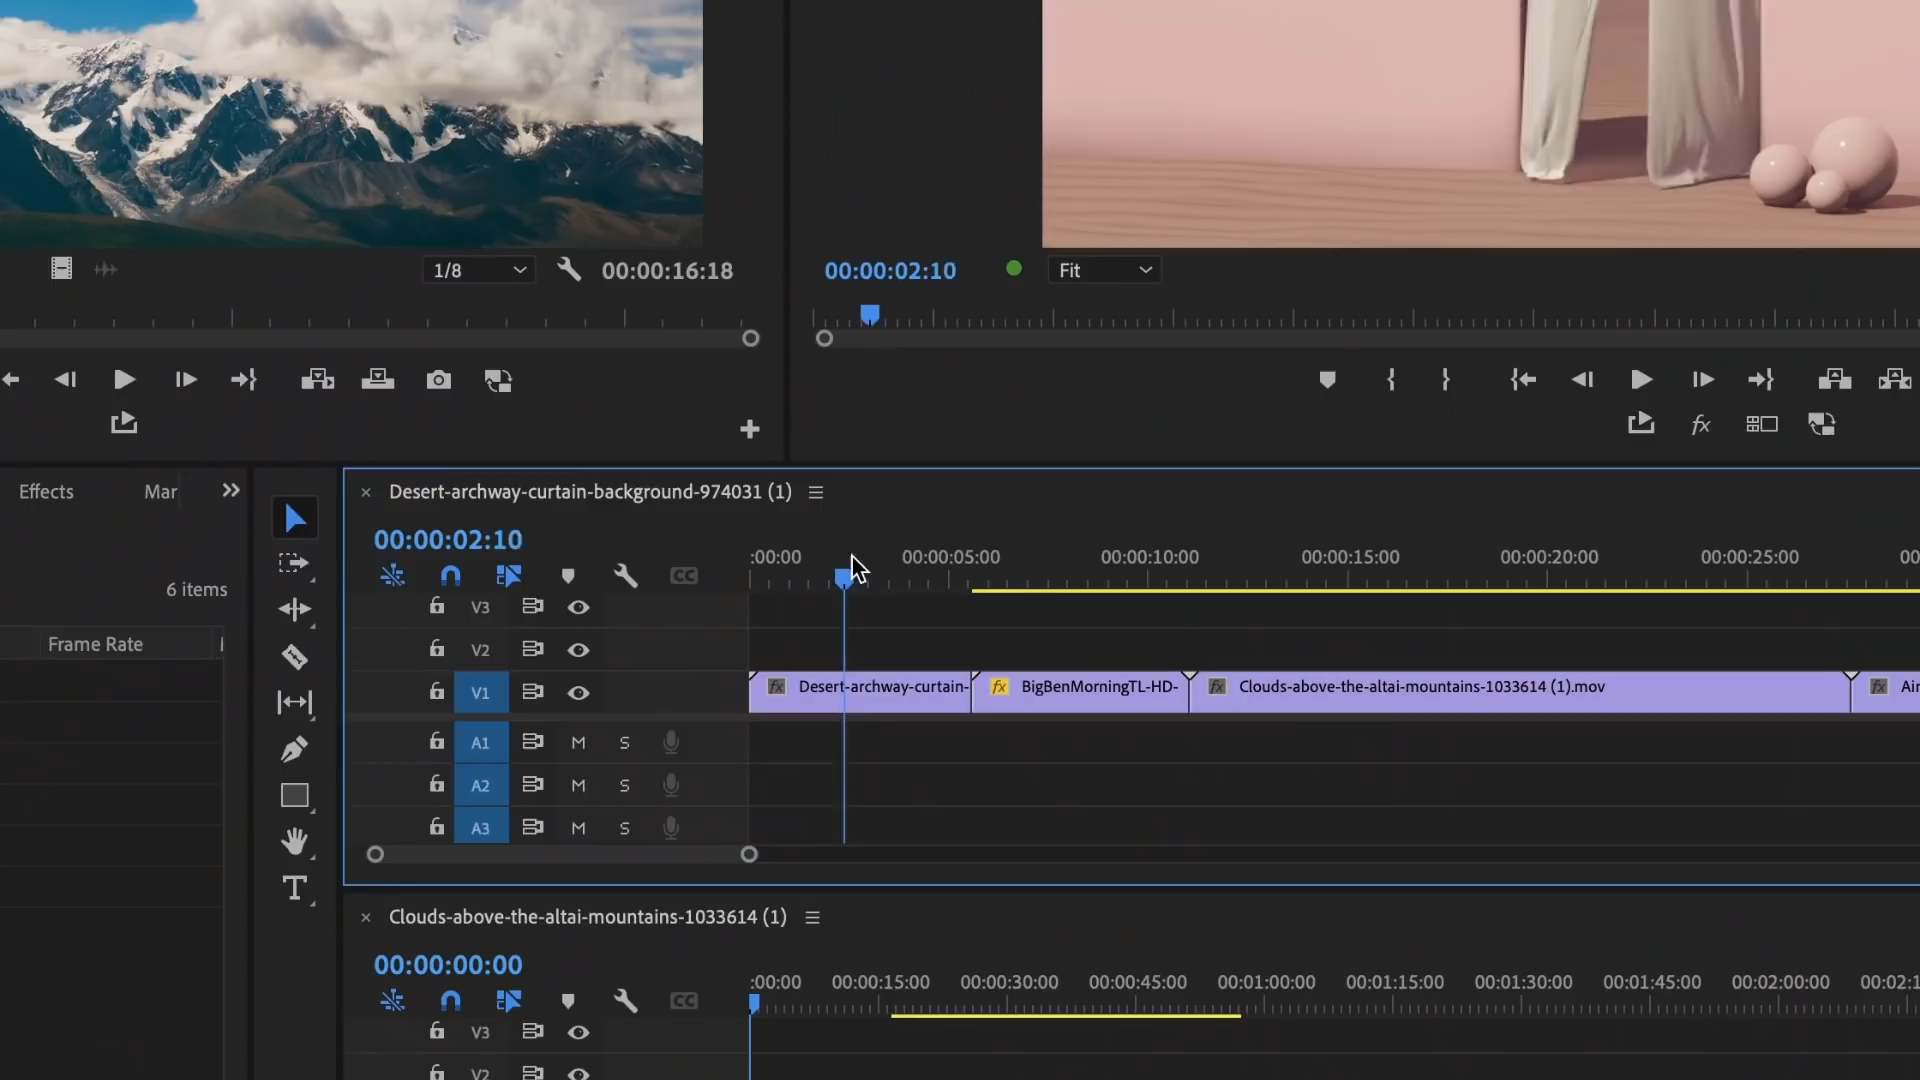 1/8
00:00:16:18
00:00:02:10
Fit
Effects
Mar
6 items
Frame Rate
Desert-archway-curtain-background-974031 (1)
00:00:02:10
:00:00
00:00:05:00
00:00:10:00
00:00:15:00
00:00:20:00
00:00:25:00
00
CC
V3
V2
V1
fx
Desert-archway-curtain-
fx
BigBenMorningTL-HD-
fx
Clouds-above-the-altai-mountains-1033614 (1).mov
fx
A1
M
S
A2
M
S
A3
M
S
T
Clouds-above-the-altai-mountains-1033614 (1)
00:00:00:00
:00:00
00:00:15:00
00:00:30:00
00:00:45:00
00:01:00:00
00:01:15:00
00:01:30:00
00:01:45:00
00:02:00:00
00:02:1
CC
V3
V2